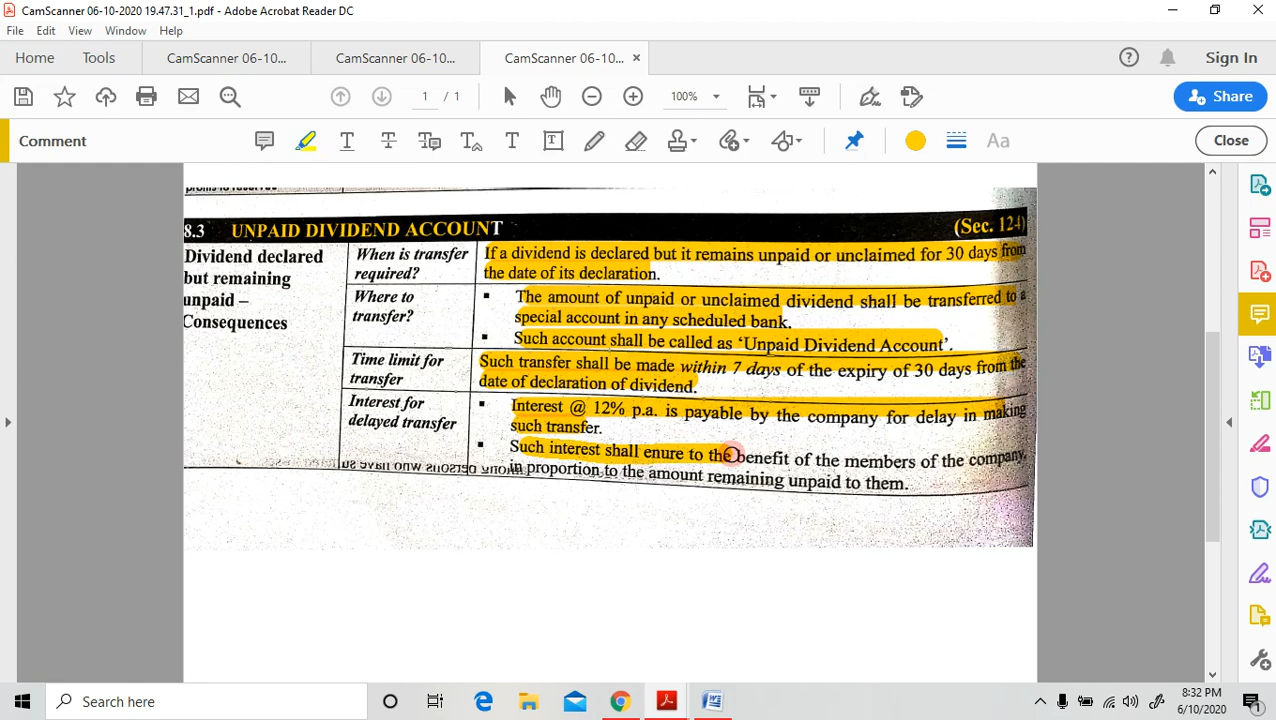 CamScanner 06-10-2020 19.47.31_1.pdf - Adobe Acrobat Reader DC
File Edit View Window Help
Home Tools CamScanner 06-10... CamScanner 06-10... CamScanner 06-10... × Sign In
1 / 1 100% Share
Comment Aa Close
8.3 UNPAID DIVIDEND ACCOUNT (Sec. 124)
Dividend declared
but remaining
unpaid –
Consequences
When is transfer
required?
If a dividend is declared but it remains unpaid or unclaimed for 30 days from
the date of its declaration.
Where to
transfer?
▪ The amount of unpaid or unclaimed dividend shall be transferred to a
special account in any scheduled bank.
▪ Such account shall be called as 'Unpaid Dividend Account'.
Time limit for
transfer
Such transfer shall be made within 7 days of the expiry of 30 days from the
date of declaration of dividend.
Interest for
delayed transfer
▪ Interest @ 12% p.a. is payable by the company for delay in making
such transfer.
▪ Such interest shall enure to the benefit of the members of the company,
in proportion to the amount remaining unpaid to them.
Search here
8:32 PM
6/10/2020
1